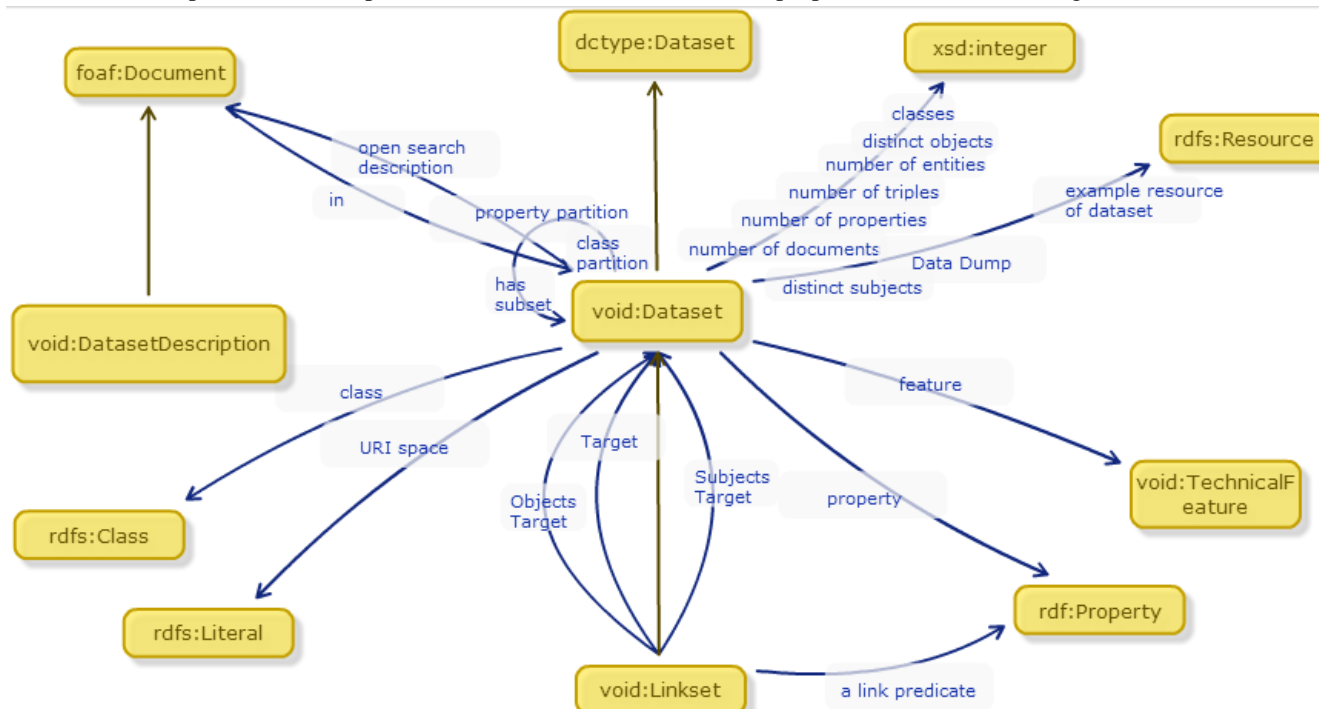 dctype:Dataset
xsd:integer
foaf:Document
classes
distinct objects
rdfs:Resource
open search
description
number of entities
in
number of triples
example resource
of dataset
property partition
number of properties
class
partition
number of documents
Data Dump
has
subset
distinct subjects
void:Dataset
void:DatasetDescription
class
feature
URI space
Target
Subjects
Target
void:TechnicalF
eature
Objects
Target
property
rdfs:Class
rdf:Property
rdfs:Literal
void:Linkset
a link predicate